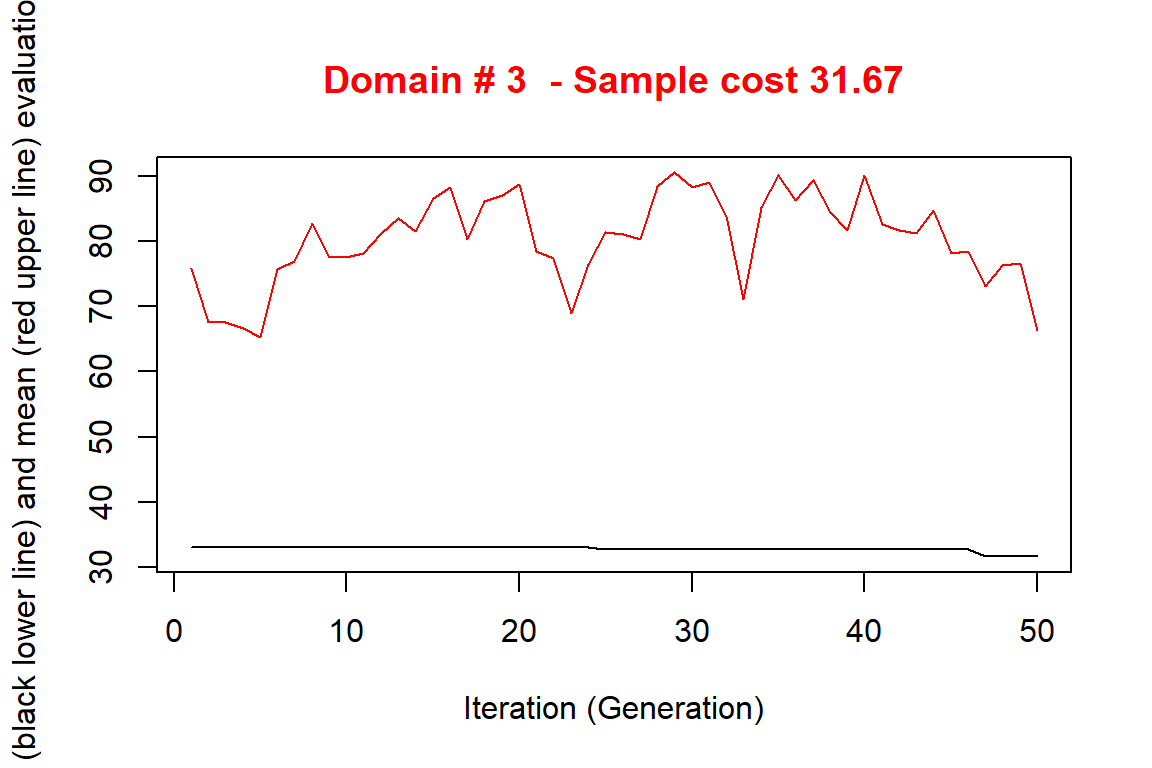 Domain # 3  - Sample cost 31.67
(black lower line) and mean (red upper line) evaluatio
90
80
70
60
50
40
30
0 10 20 30 40 50
Iteration (Generation)